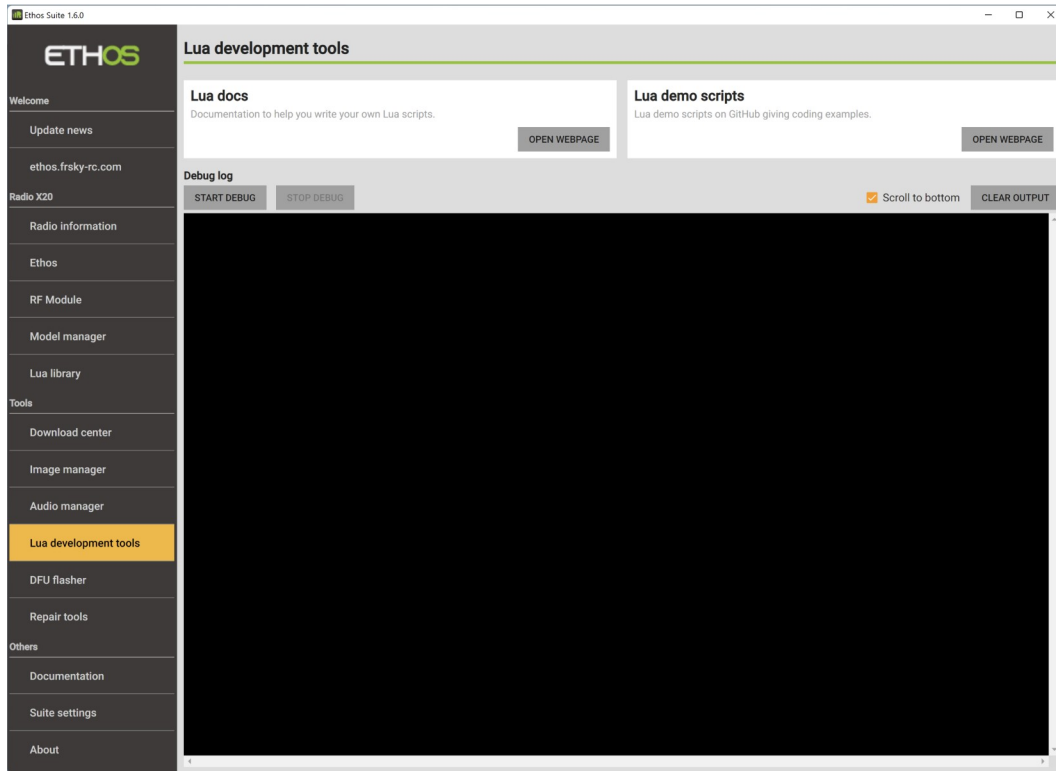 Ethos Suite 1.6.0
ETHOS
Welcome
Update news
ethos.frsky-rc.com
Radio X20
Radio information
Ethos
RF Module
Model manager
Lua library
Tools
Download center
Image manager
Audio manager
Lua development tools
DFU flasher
Repair tools
Others
Documentation
Suite settings
About
Lua development tools
Lua docs
Documentation to help you write your own Lua scripts.
OPEN WEBPAGE
Lua demo scripts
Lua demo scripts on GitHub giving coding examples.
OPEN WEBPAGE
Debug log
START DEBUG
STOP DEBUG
Scroll to bottom
CLEAR OUTPUT